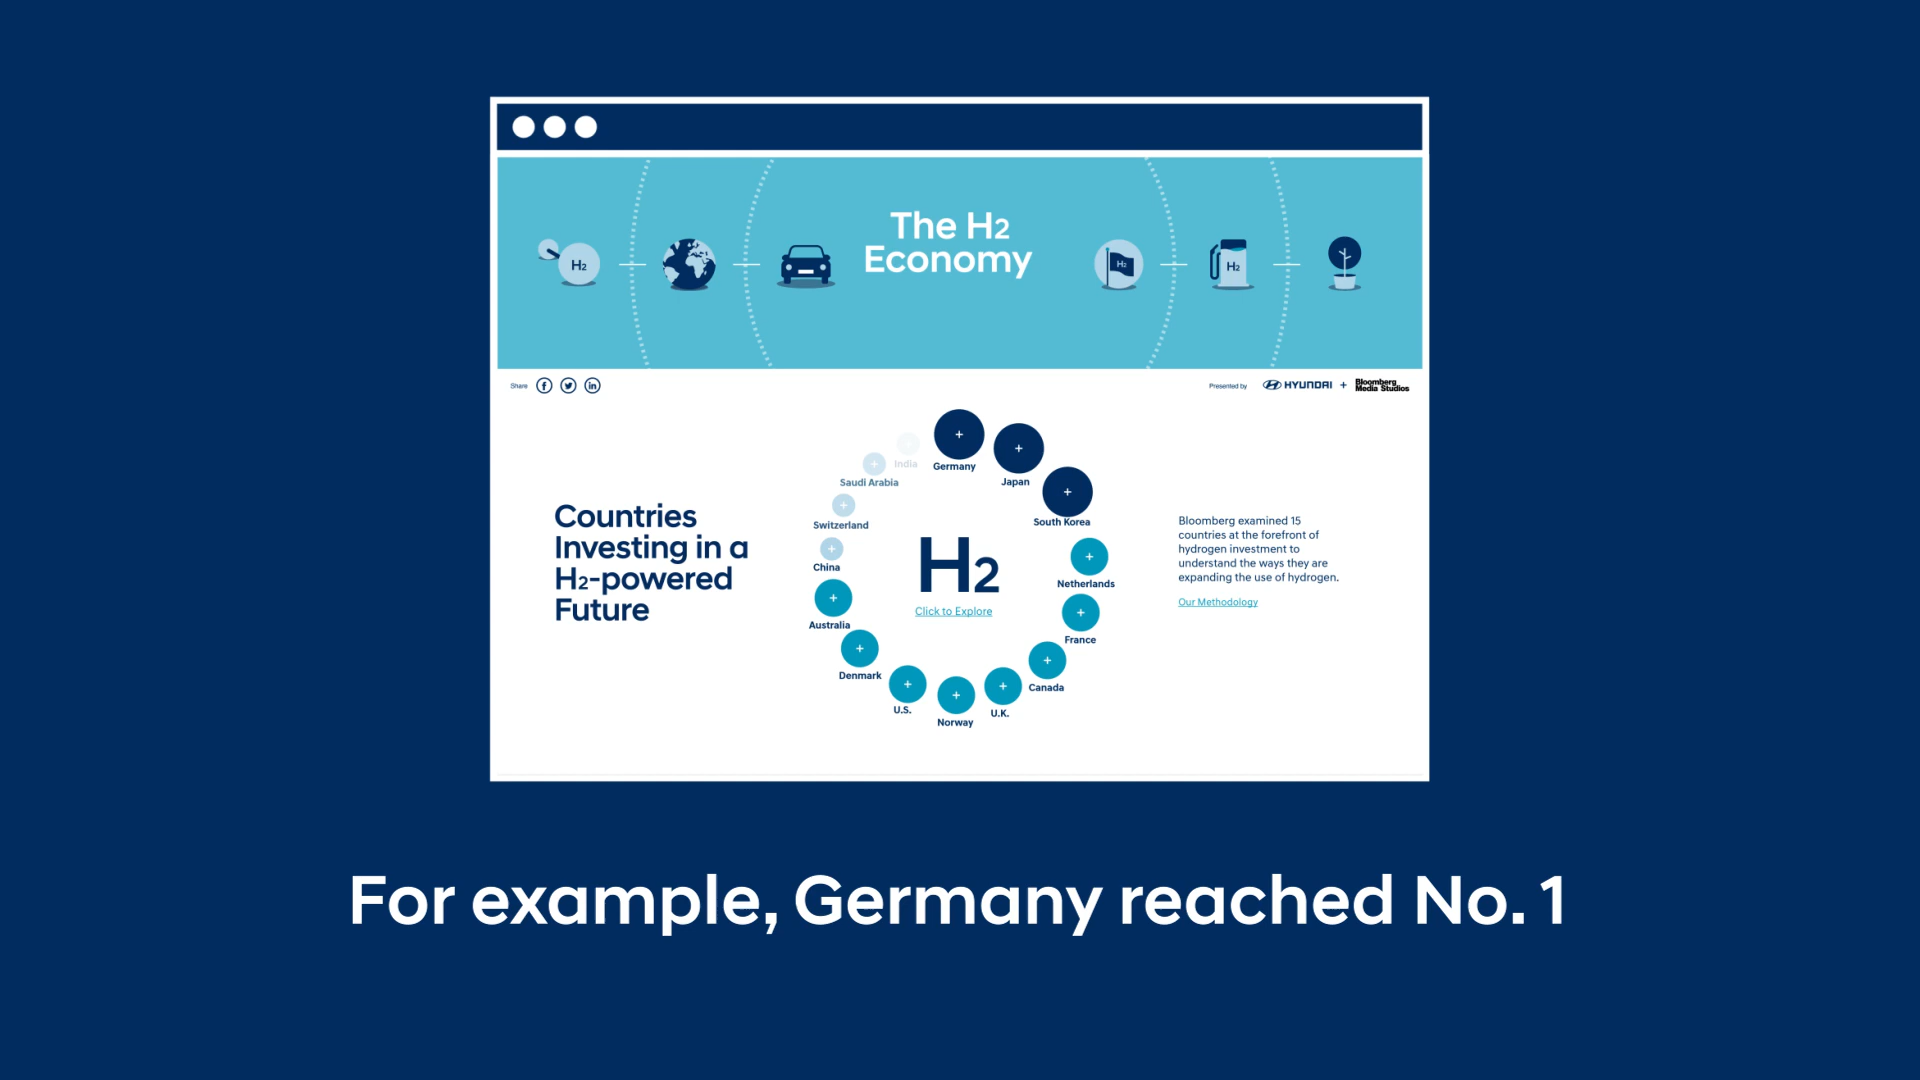 The H2
Economy
H2
H2
H2
Share
Presented by HYUNDAI + Bloomberg
Media Studios
Countries
Investing in a
H2-powered
Future
Germany
Japan
South Korea
Netherlands
France
Canada
U.K.
Norway
U.S.
Denmark
Australia
China
Switzerland
Saudi Arabia
India
H2
Click to Explore
Bloomberg examined 15
countries at the forefront of
hydrogen investment to
understand the ways they are
expanding the use of hydrogen.
Our Methodology
For example, Germany reached No. 1